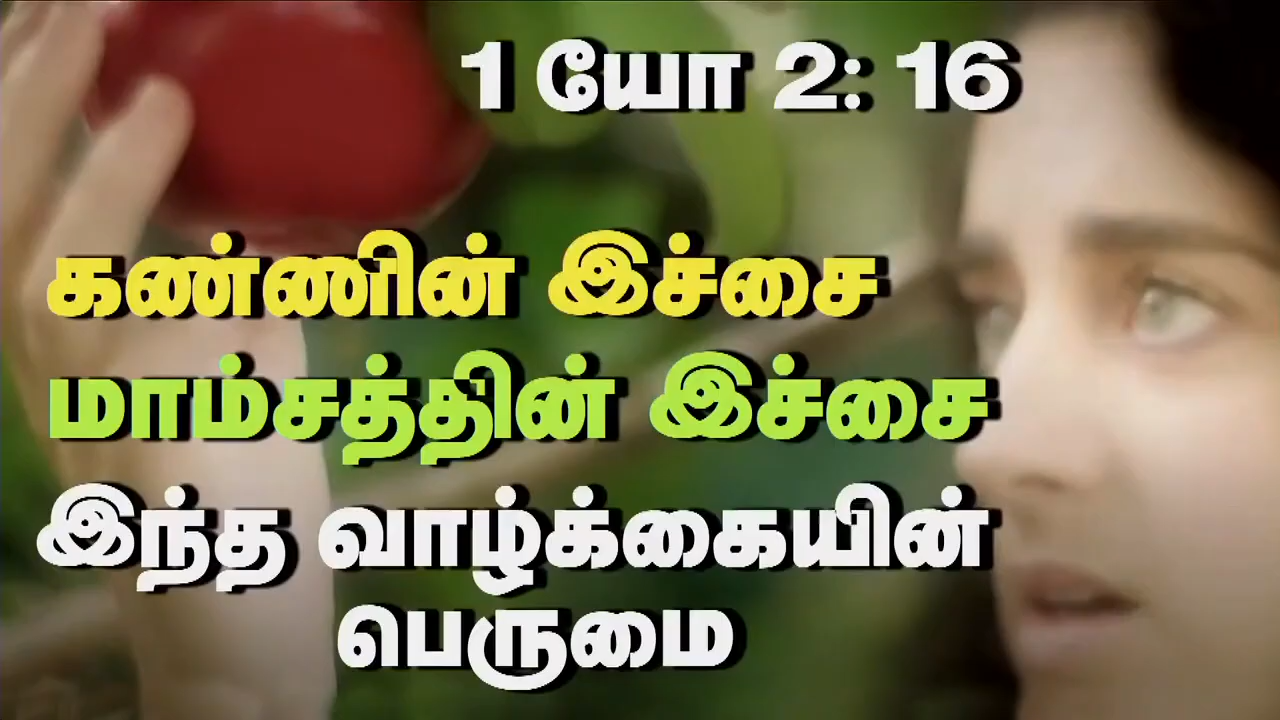 1 யோ 2: 16
கண்ணின் இச்சை
மாம்சத்தின் இச்சை
இந்த வாழ்க்கையின்
பெருமை